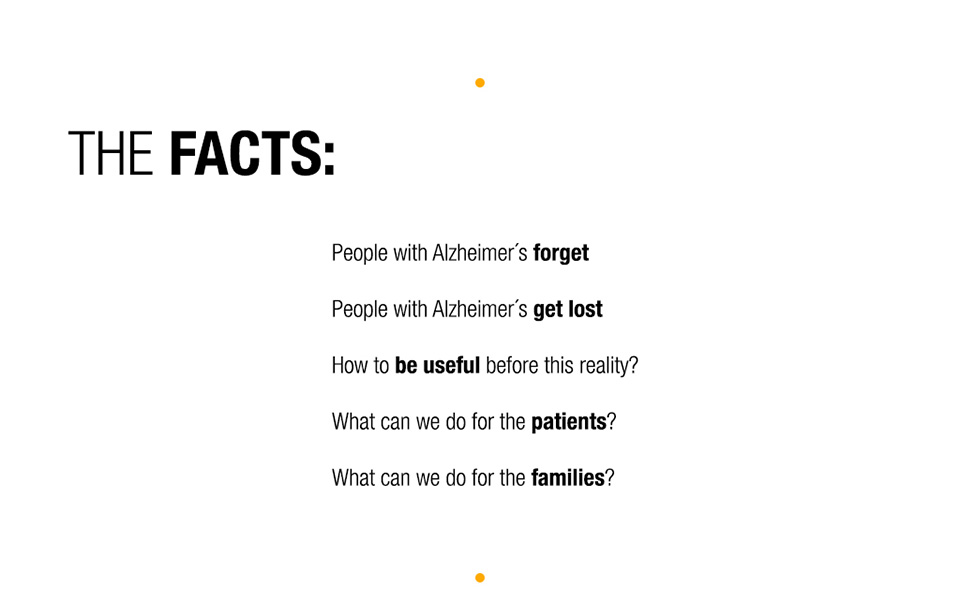 THE FACTS:
People with Alzheimer´s forget
People with Alzheimer´s get lost
How to be useful before this reality?
What can we do for the patients?
What can we do for the families?